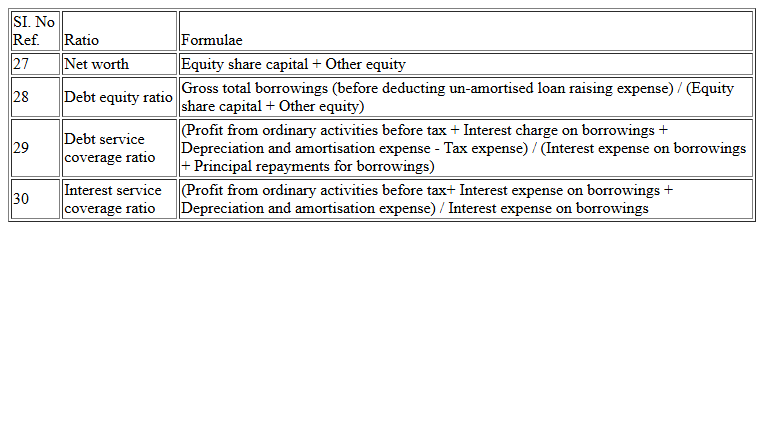 SI. No
Ref. Ratio Formulae
27 Net worth Equity share capital + Other equity
28 Debt equity ratio Gross total borrowings (before deducting un-amortised loan raising expense) / (Equity
share capital + Other equity)
29 Debt service
coverage ratio (Profit from ordinary activities before tax + Interest charge on borrowings +
Depreciation and amortisation expense - Tax expense) / (Interest expense on borrowings
+ Principal repayments for borrowings)
30 Interest service
coverage ratio (Profit from ordinary activities before tax+ Interest expense on borrowings +
Depreciation and amortisation expense) / Interest expense on borrowings